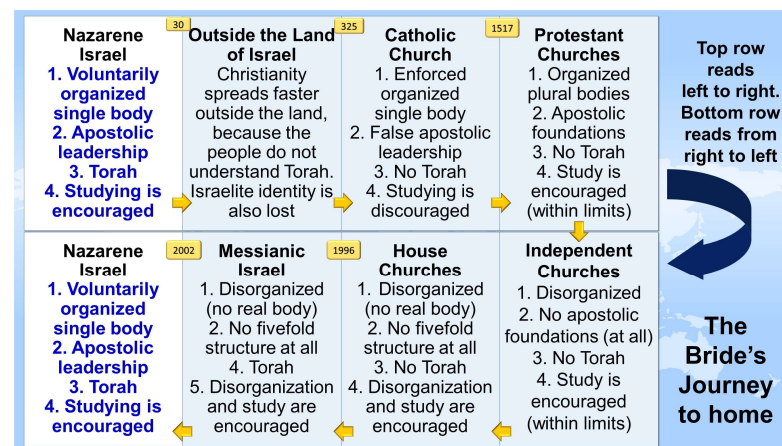 Nazarene
Israel
1. Voluntarily
organized
single body
2. Apostolic
leadership
3. Torah
4. Studying is
encouraged
30
Outside the Land
of Israel
Christianity
spreads faster
outside the land,
because the
people do not
understand Torah.
Israelite identity is
also lost
325
Catholic
Church
1. Enforced
organized
single body
2. False apostolic
leadership
3. No Torah
4. Studying is
discouraged
1517
Protestant
Churches
1. Organized
plural bodies
2. Apostolic
foundations
3. No Torah
4. Study is
encouraged
(within limits)
Top row
reads
left to right.
Bottom row
reads from
right to left
Independent
Churches
1. Disorganized
2. No apostolic
foundations (at all)
3. No Torah
4. Study is
encouraged
(within limits)
House
Churches
1. Disorganized
(no real body)
2. No fivefold
structure at all
3. No Torah
4. Disorganization
and study are
encouraged
1996
Messianic
Israel
1. Disorganized
(no real body)
2. No fivefold
structure at all
4. Torah
5. Disorganization
and study are
encouraged
2002
Nazarene
Israel
1. Voluntarily
organized
single body
2. Apostolic
leadership
3. Torah
4. Studying is
encouraged
The
Bride's
Journey
to home